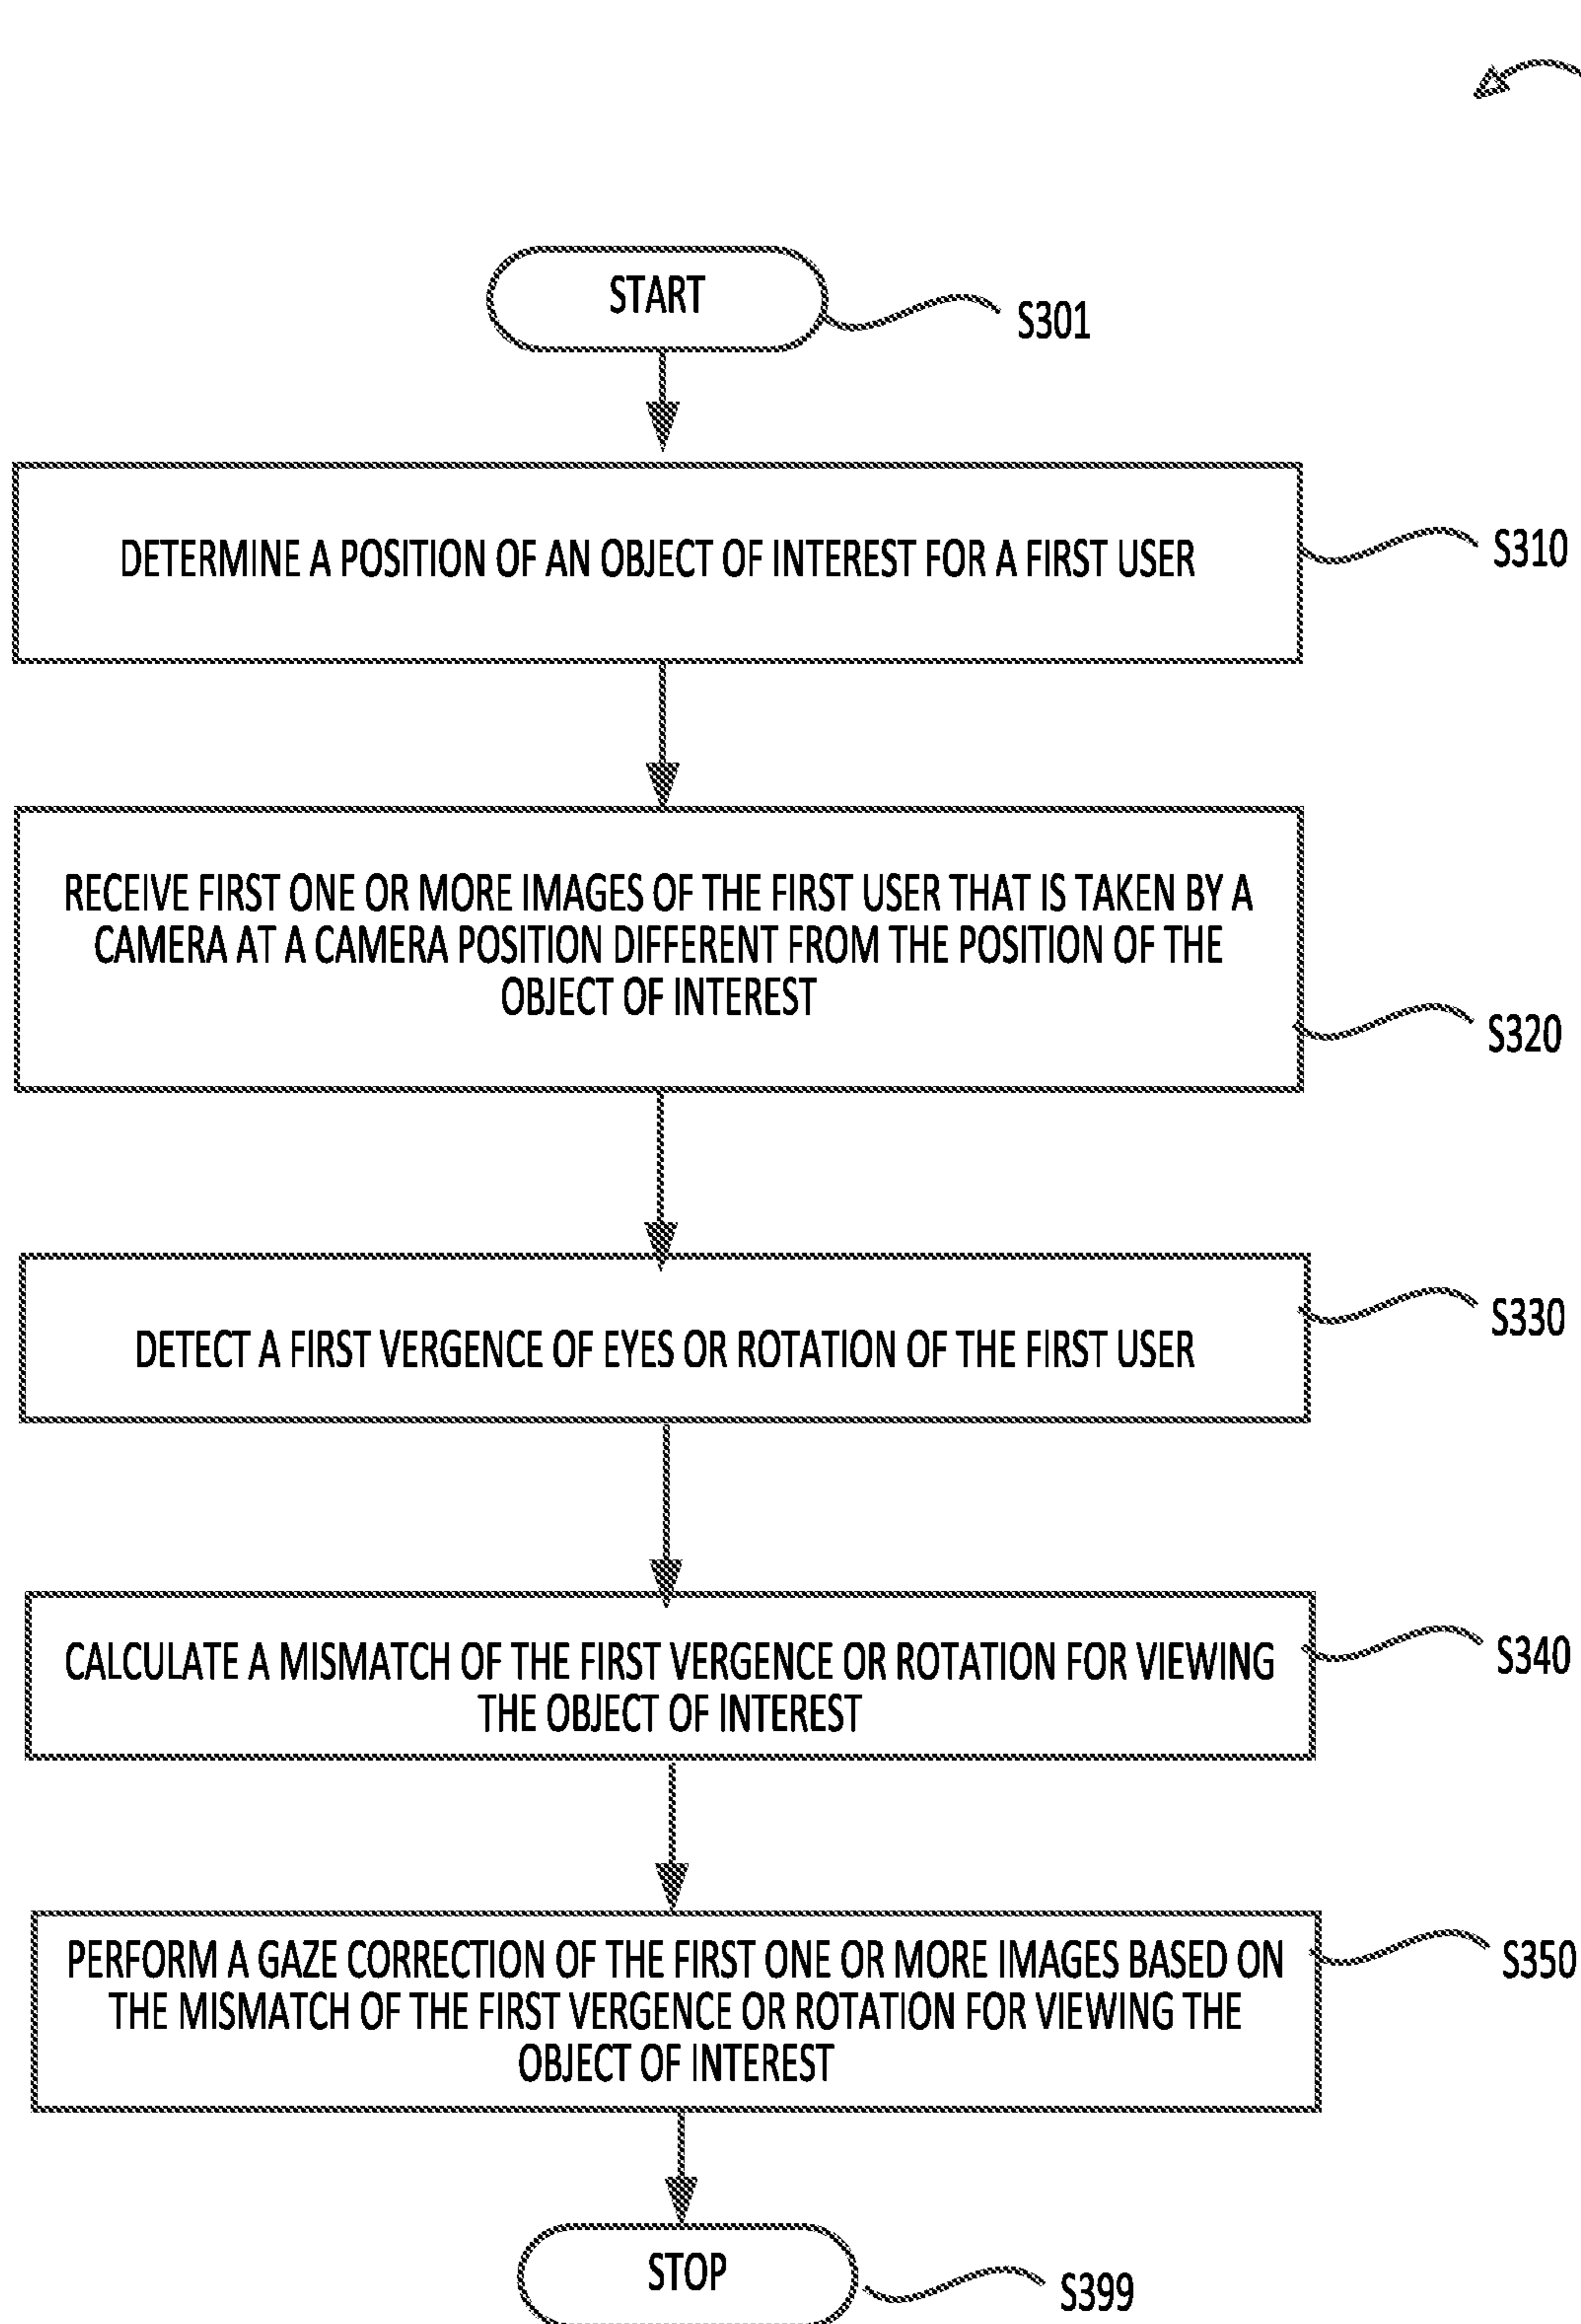 START
S301
DETERMINE A POSITION OF AN OBJECT OF INTEREST FOR A FIRST USER
S310
RECEIVE FIRST ONE OR MORE IMAGES OF THE FIRST USER THAT IS TAKEN BY A
CAMERA AT A CAMERA POSITION DIFFERENT FROM THE POSITION OF THE
OBJECT OF INTEREST
S320
DETECT A FIRST VERGENCE OF EYES OR ROTATION OF THE FIRST USER
S330
CALCULATE A MISMATCH OF THE FIRST VERGENCE OR ROTATION FOR VIEWING
THE OBJECT OF INTEREST
S340
PERFORM A GAZE CORRECTION OF THE FIRST ONE OR MORE IMAGES BASED ON
THE MISMATCH OF THE FIRST VERGENCE OR ROTATION FOR VIEWING THE
OBJECT OF INTEREST
S350
STOP
S399